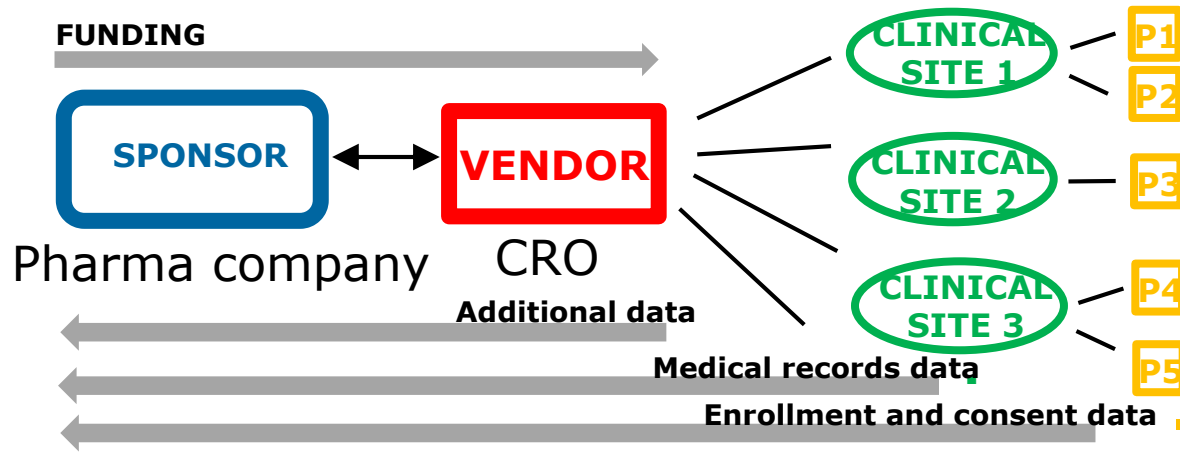 FUNDING
SPONSOR
Pharma company
VENDOR
CRO
CLINICAL
SITE 1
P1
P2
CLINICAL
SITE 2
P3
CLINICAL
SITE 3
P4
P5
Additional data
Medical records data
Enrollment and consent data